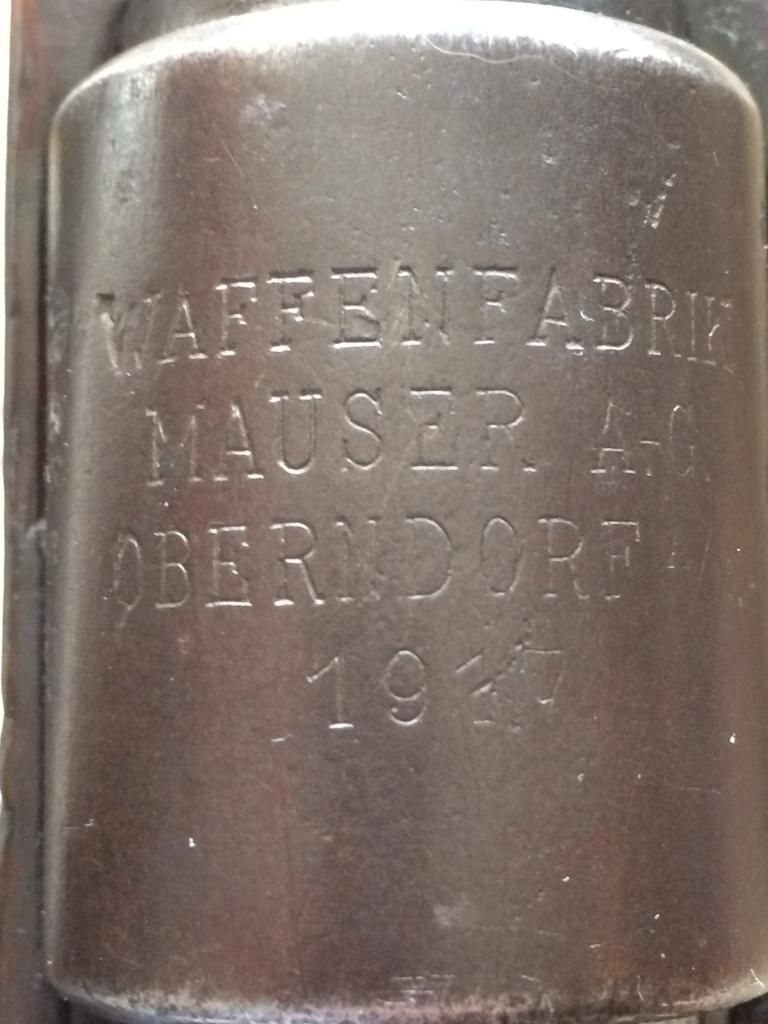 WAFFENFABRIK
MAUSER A-G.
OBERNDORF
1917